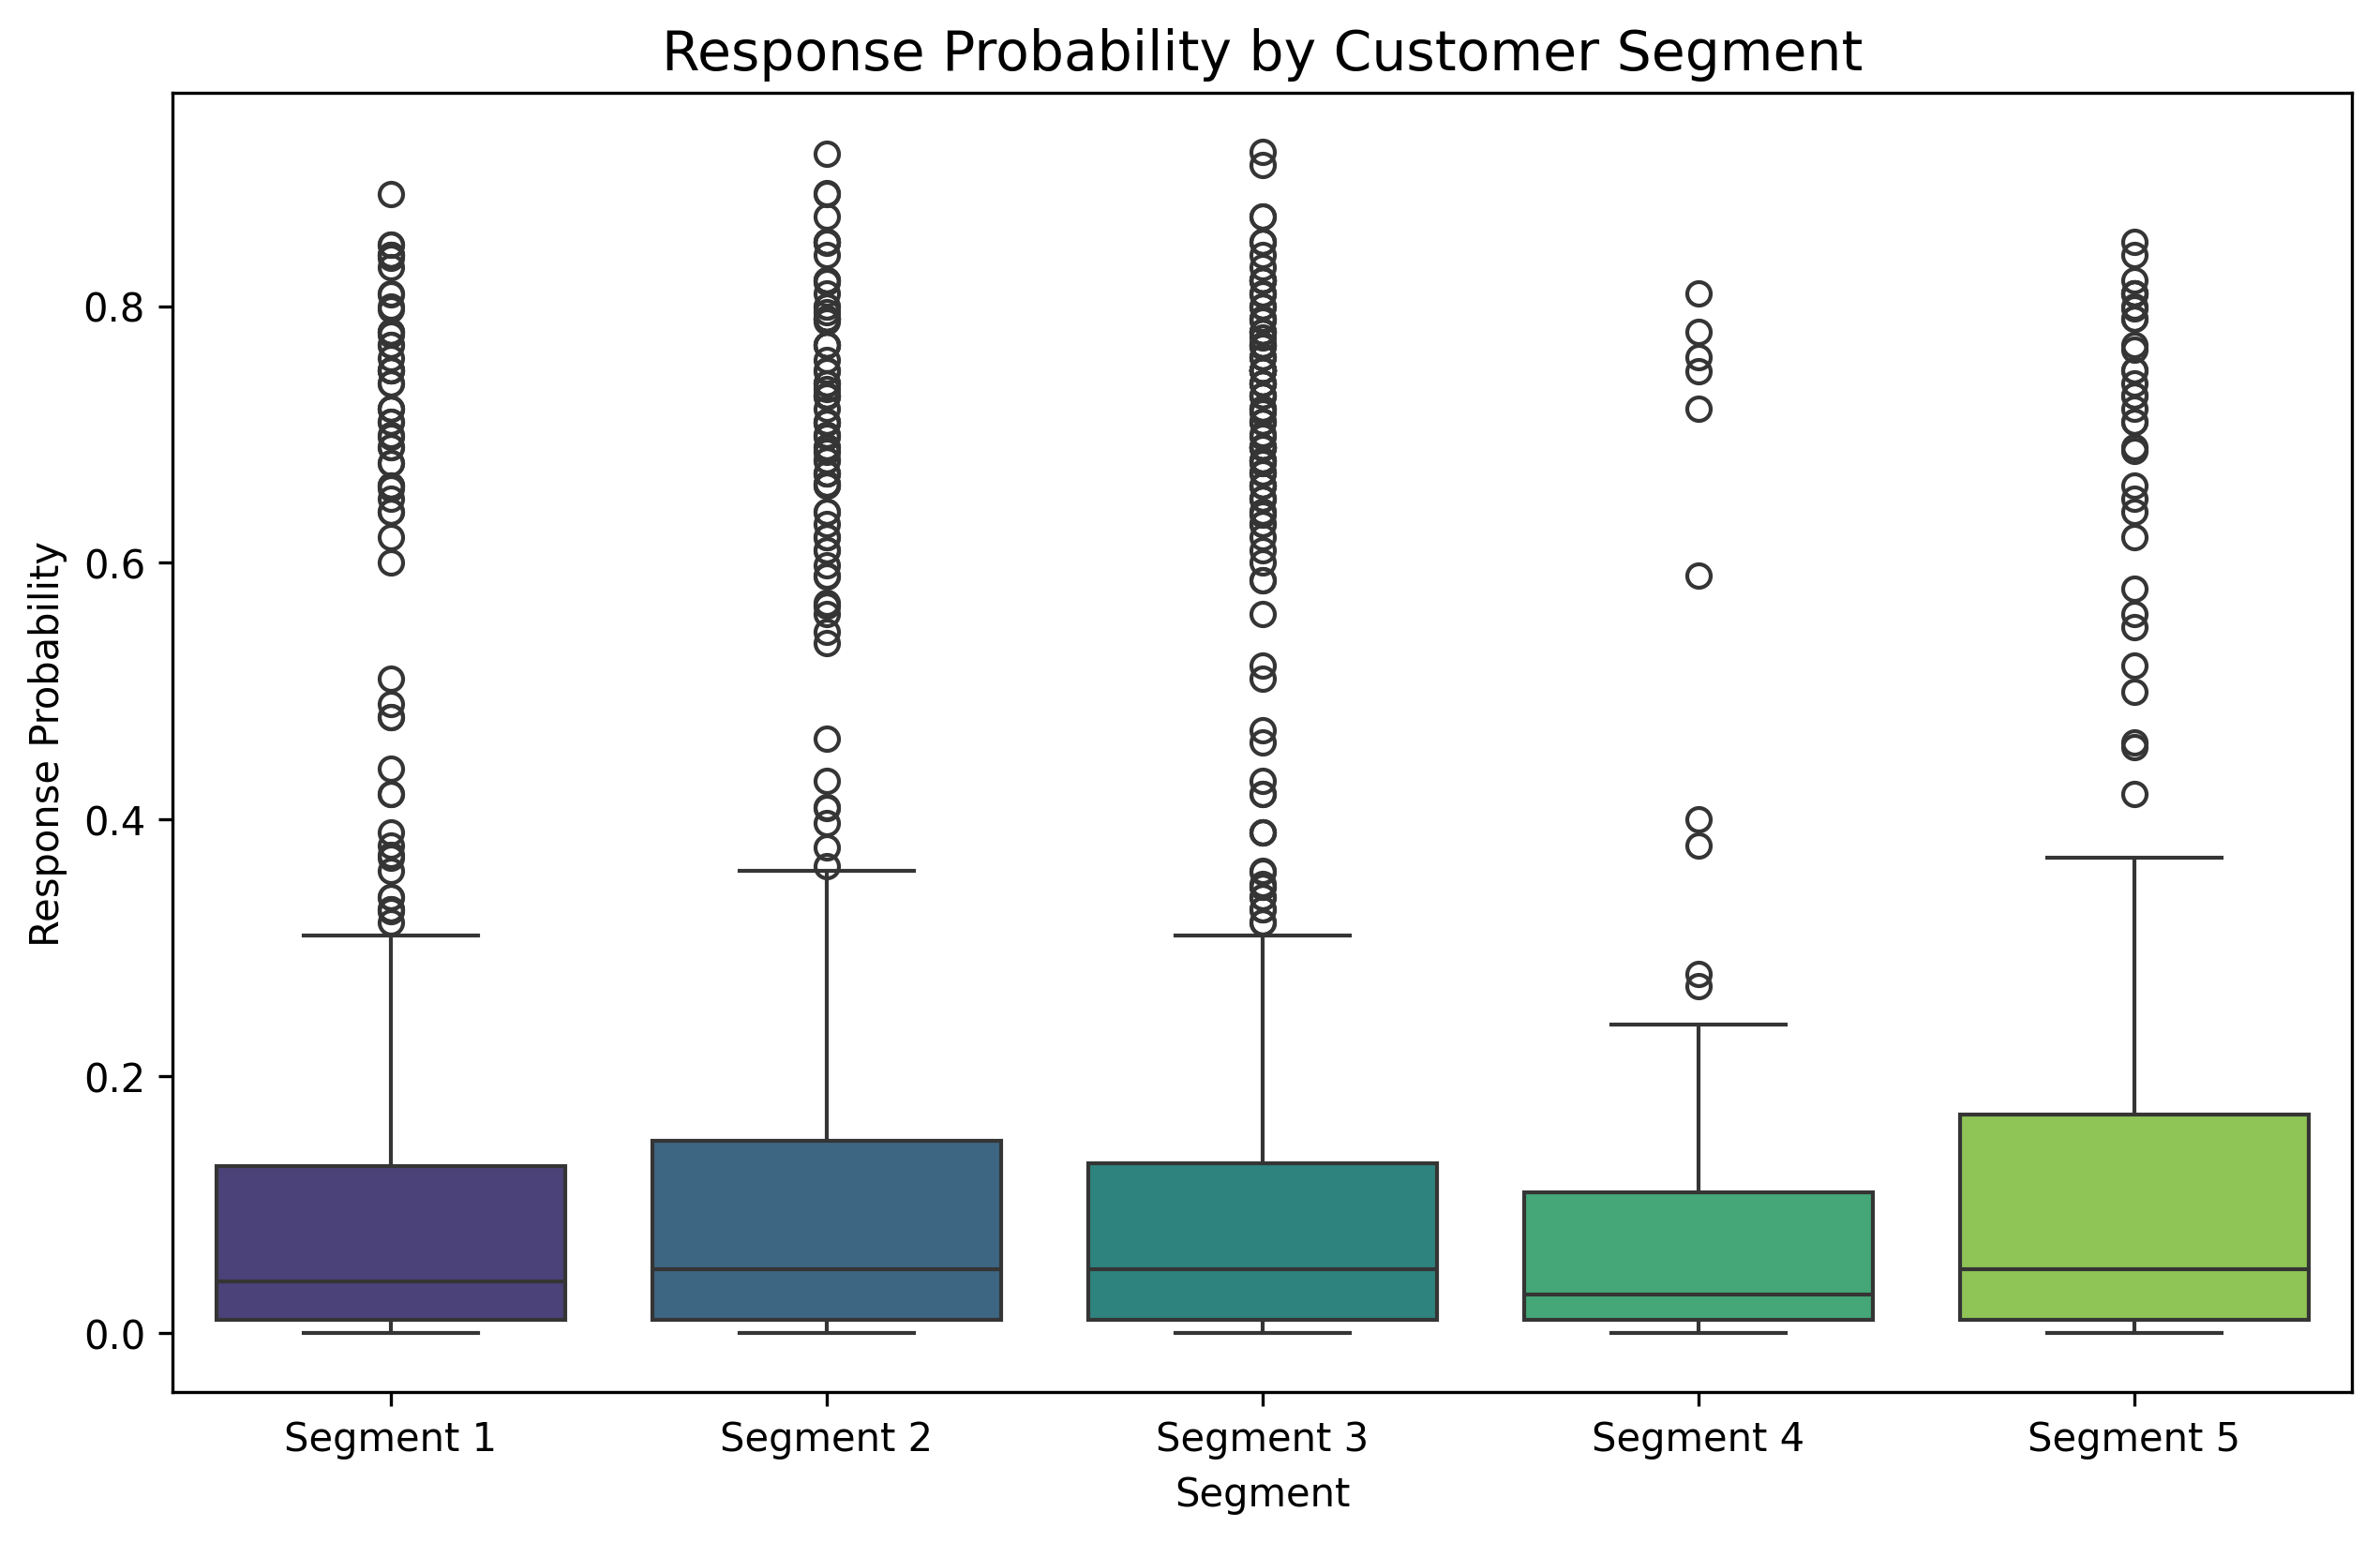 Response Probability by Customer Segment
Response Probability
0.8
0.6
0.4
0.2
0.0
Segment 1
Segment 2
Segment 3
Segment 4
Segment 5
Segment